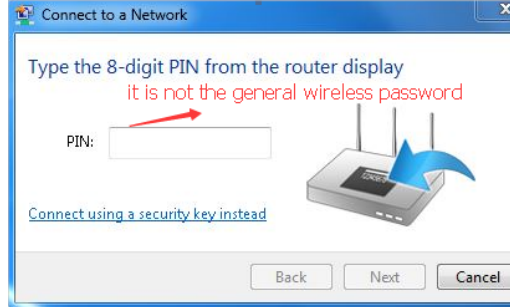 Connect to a Network
Type the 8-digit PIN from the router display
it is not the general wireless password
PIN:
Connect using a security key instead
Back
Next
Cancel